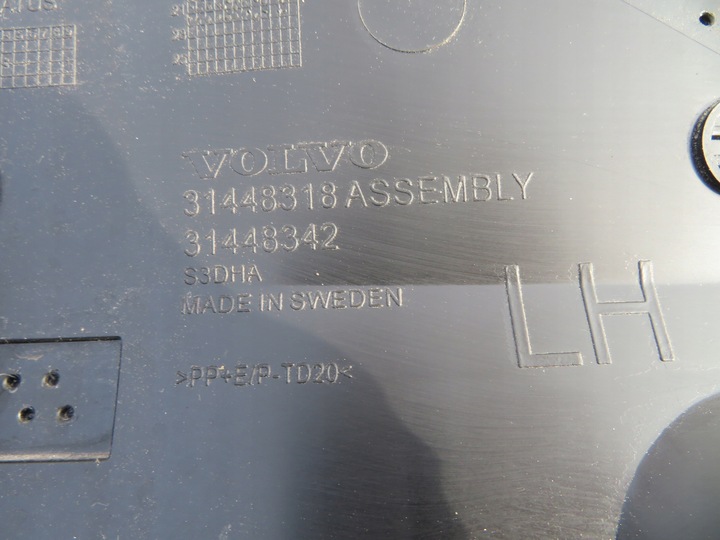 VOLVO
31448318 ASSEMBLY
31448342
S3DHA
MADE IN SWEDEN
LH
>PP+E/P-TD20<